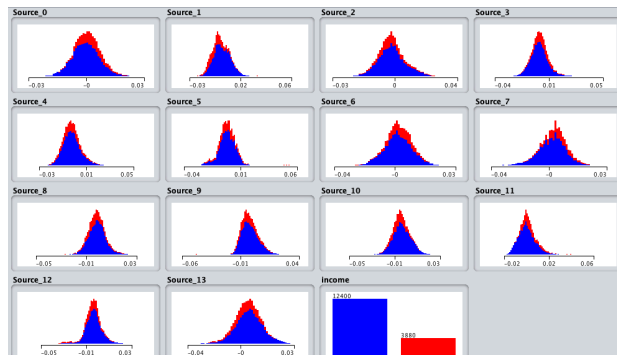 Source_0 Source_1 Source_2 Source_3
-0.03 -0 0.03 -0.03 0.02 0.06 -0.03 0 0.04 -0.04 0.01 0.05
Source_4 Source_5 Source_6 Source_7
-0.03 0.01 0.05 -0.04 0.01 0.06 -0.04 -0 0.03 -0.04 -0 0.03
Source_8 Source_9 Source_10 Source_11
-0.05 -0.01 0.03 -0.06 -0.01 0.04 -0.05 -0.01 0.03 -0.02 0.02 0.06
Source_12 Source_13 income
12400
3880
-0.05 -0.01 0.03 -0.04 -0 0.03